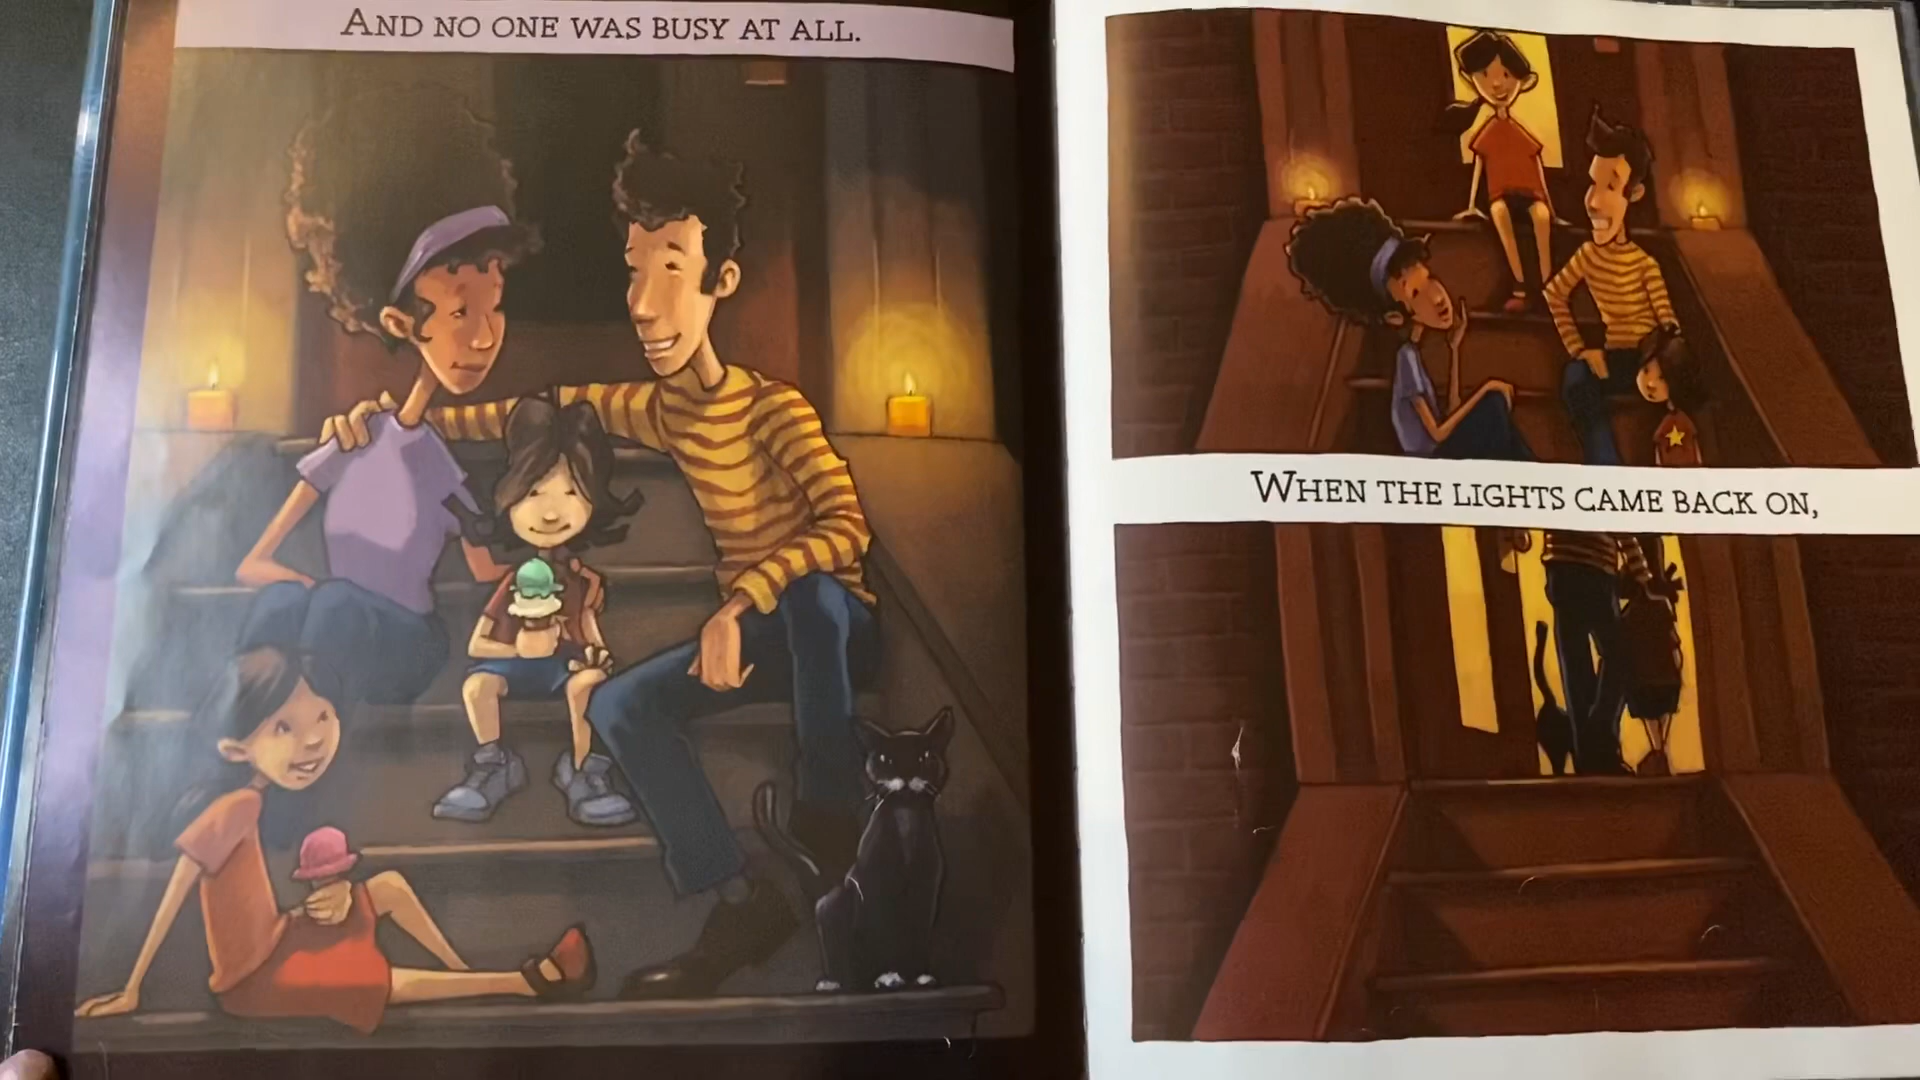 AND NO ONE WAS BUSY AT ALL.
WHEN THE LIGHTS CAME BACK ON,